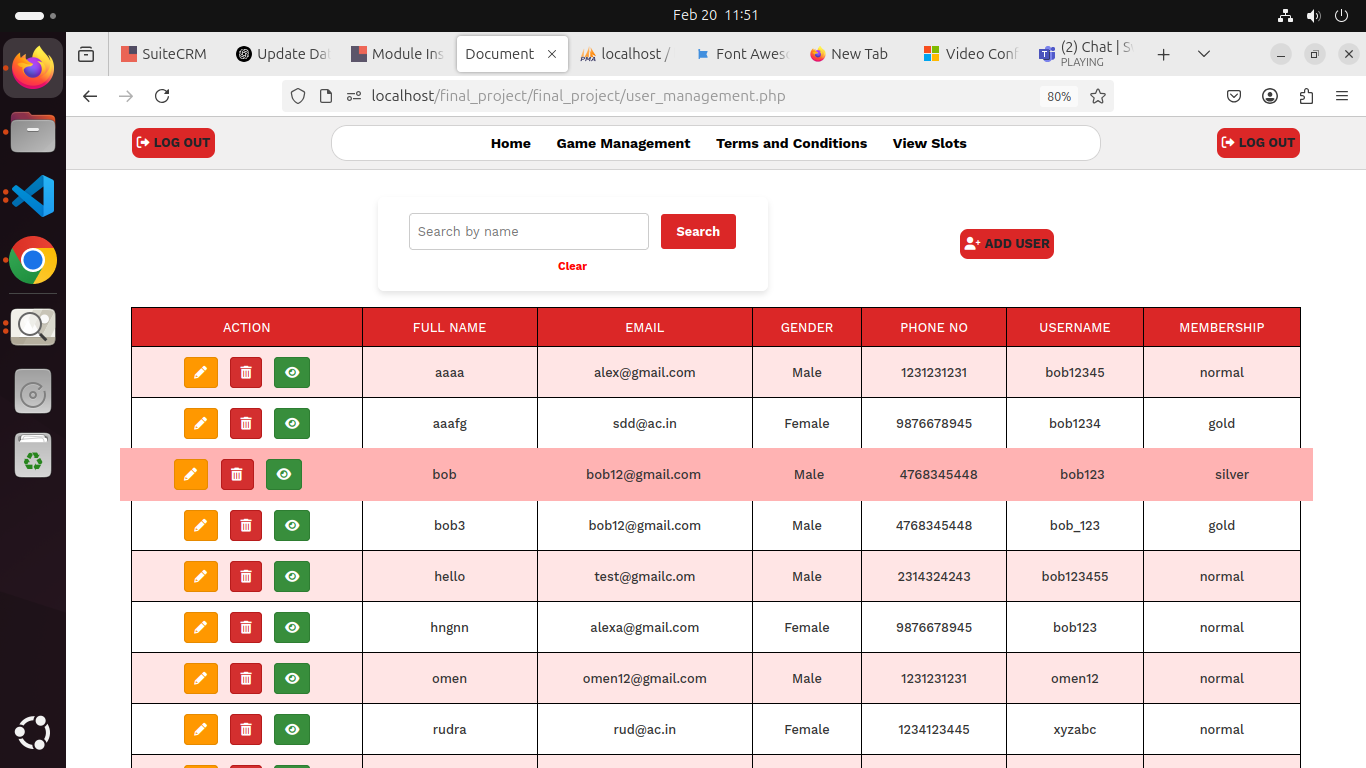 Feb 20 11:51
SuiteCRM
Update Da
Module Ins
Document
localhost /
Font Aweso
New Tab
Video Conf
(2) Chat | S
PLAYING
localhost/final_project/final_project/user_management.php
80%
LOG OUT
Home
Game Management
Terms and Conditions
View Slots
LOG OUT
Search by name
Search
Clear
ADD USER
ACTION FULL NAME EMAIL GENDER PHONE NO USERNAME MEMBERSHIP
aaaa alex@gmail.com Male 1231231231 bob12345 normal
aaafg sdd@ac.in Female 9876678945 bob1234 gold
bob bob12@gmail.com Male 4768345448 bob123 silver
bob3 bob12@gmail.com Male 4768345448 bob_123 gold
hello test@gmailc.om Male 2314324243 bob123455 normal
hngnn alexa@gmail.com Female 9876678945 bob123 normal
omen omen12@gmail.com Male 1231231231 omen12 normal
rudra rud@ac.in Female 1234123445 xyzabc normal